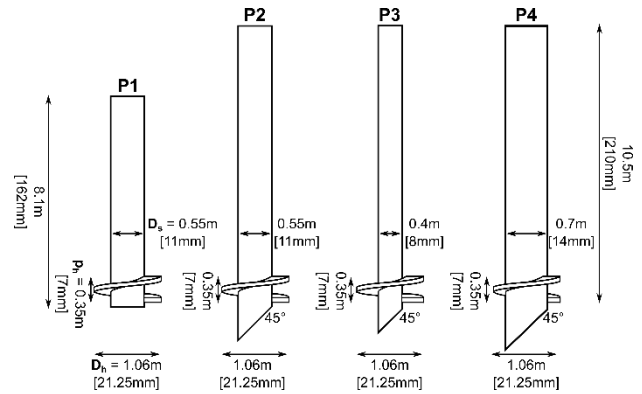 P1
P2
P3
P4
8.1m
[162mm]
10.5m
[210mm]
Dₛ = 0.55m
[11mm]
0.55m
[11mm]
0.4m
[8mm]
0.7m
[14mm]
pₕ = 0.35m
[7mm]
0.35m
[7mm]
0.35m
[7mm]
0.35m
[7mm]
45°
45°
45°
Dₕ = 1.06m
[21.25mm]
1.06m
[21.25mm]
1.06m
[21.25mm]
1.06m
[21.25mm]